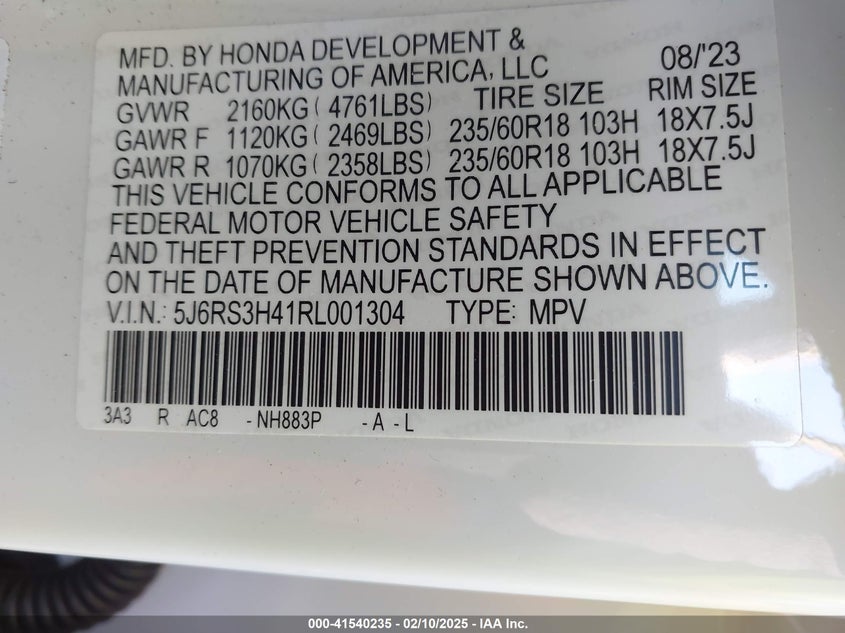 MFD. BY HONDA DEVELOPMENT &
MANUFACTURING OF AMERICA, LLC 08/'23
GVWR 2160KG ( 4761LBS) TIRE SIZE RIM SIZE
GAWR F 1120KG ( 2469LBS) 235/60R18 103H 18X7.5J
GAWR R 1070KG ( 2358LBS) 235/60R18 103H 18X7.5J
THIS VEHICLE CONFORMS TO ALL APPLICABLE
FEDERAL MOTOR VEHICLE SAFETY
AND THEFT PREVENTION STANDARDS IN EFFECT
ON THE DATE OF MANUFACTURE SHOWN ABOVE.
V.I.N.: 5J6RS3H41RL001304 TYPE: MPV
3A3 R AC8 -NH883P -A -L
000-41540235 - 02/10/2025 - IAA Inc.